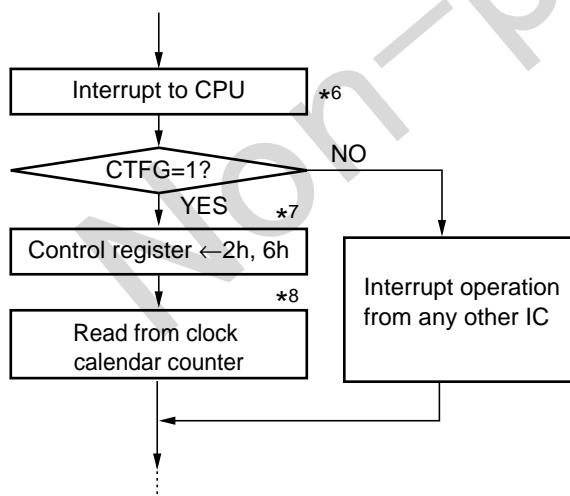 Interrupt to CPU
*6
CTFG=1?
NO
YES
*7
Control register ←2h, 6h
*8
Read from clock
calendar counter
Interrupt operation
from any other IC
Non-p